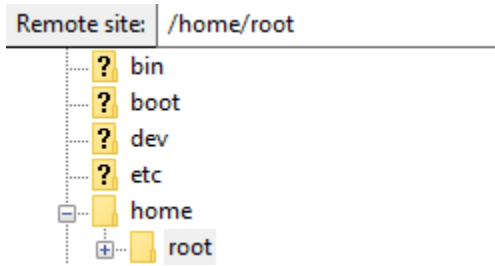 Remote site: /home/root
? bin
? boot
? dev
? etc
home
root